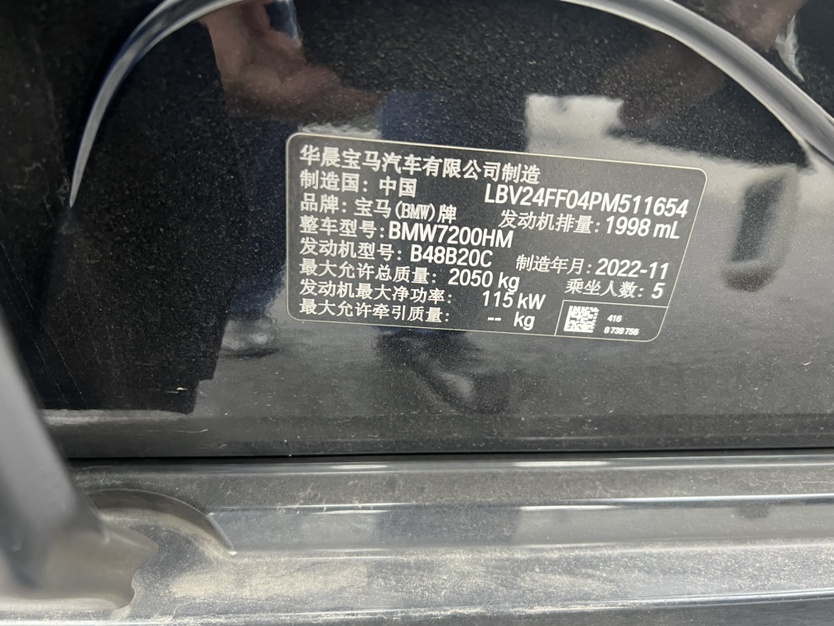 华晨宝马汽车有限公司制造
制造国：中国 LBV24FF04PM511654
品牌：宝马(BMW)牌 发动机排量：1998 mL
整车型号：BMW7200HM
发动机型号：B48B20C 制造年月：2022-11
最大允许总质量：2050 kg 乘坐人数：5
发动机最大净功率：115 kW
最大允许牵引质量：-- kg
416
8 738 756